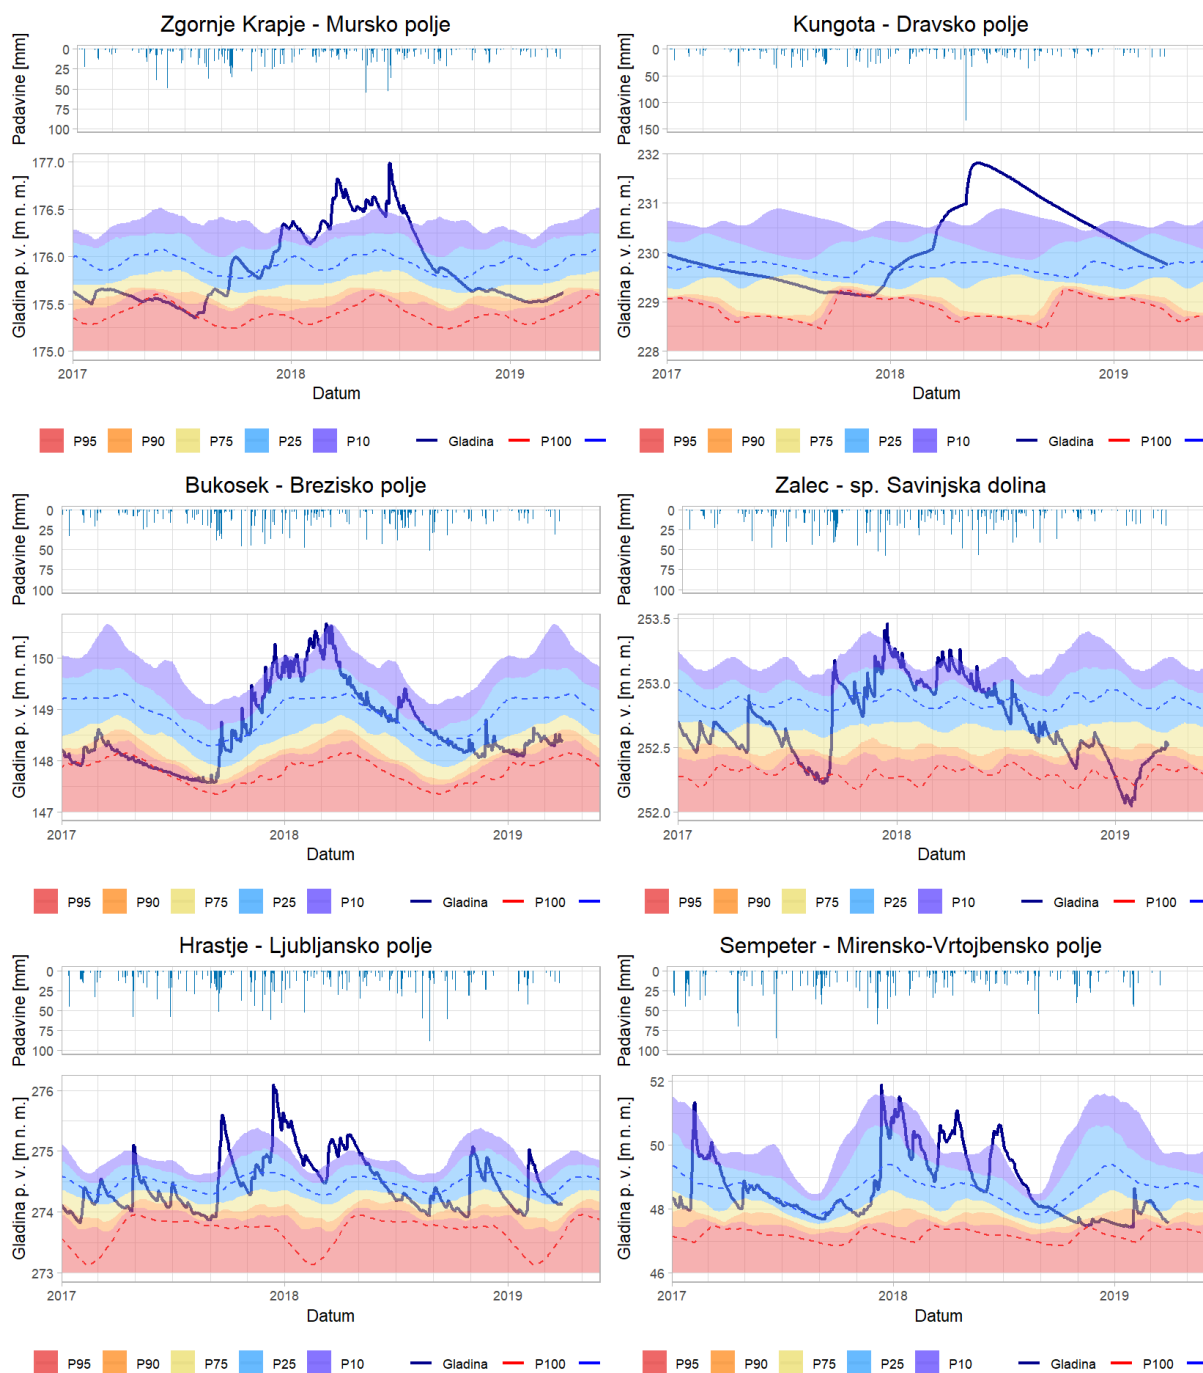 Zgornje Krapje - Mursko polje
Padavine [mm]
0
25
50
75
100
Gladina p. v. [m n. m.]
177.0
176.5
176.0
175.5
175.0
2017 2018 2019
Datum
P95 P90 P75 P25 P10 Gladina P100
Kungota - Dravsko polje
Padavine [mm]
0
50
100
150
Gladina p. v. [m n. m.]
232
231
230
229
228
2017 2018 2019
Datum
P95 P90 P75 P25 P10 Gladina P100
Bukosek - Brezisko polje
Padavine [mm]
0
25
50
75
100
Gladina p. v. [m n. m.]
150
149
148
147
2017 2018 2019
Datum
P95 P90 P75 P25 P10 Gladina P100
Zalec - sp. Savinjska dolina
Padavine [mm]
0
25
50
75
100
Gladina p. v. [m n. m.]
253.5
253.0
252.5
252.0
2017 2018 2019
Datum
P95 P90 P75 P25 P10 Gladina P100
Hrastje - Ljubljansko polje
Padavine [mm]
0
25
50
75
100
Gladina p. v. [m n. m.]
276
275
274
273
2017 2018 2019
Datum
P95 P90 P75 P25 P10 Gladina P100
Sempeter - Mirensko-Vrtojbensko polje
Padavine [mm]
0
25
50
75
100
Gladina p. v. [m n. m.]
52
50
48
46
2017 2018 2019
Datum
P95 P90 P75 P25 P10 Gladina P100